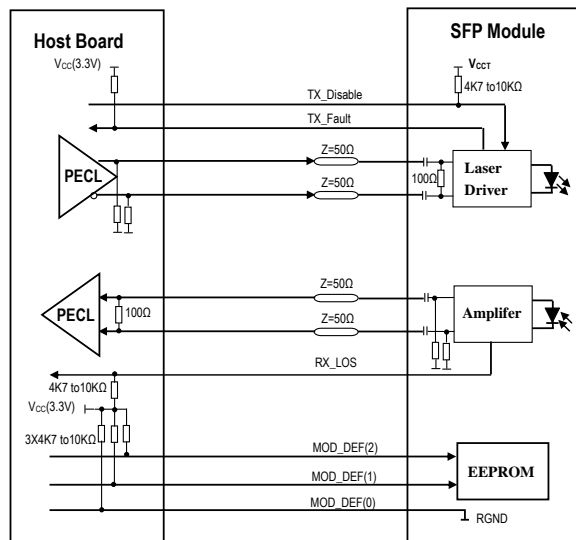 Host Board
SFP Module
VCC(3.3V)
VCCT
4K7 to10KΩ
TX_Disable
TX_Fault
PECL
Z=50Ω
Z=50Ω
100Ω
Laser
Driver
Z=50Ω
PECL
100Ω
Z=50Ω
Amplifer
RX_LOS
4K7 to10KΩ
VCC(3.3V)
3X4K7 to10KΩ
MOD_DEF(2)
MOD_DEF(1)
EEPROM
MOD_DEF(0)
RGND